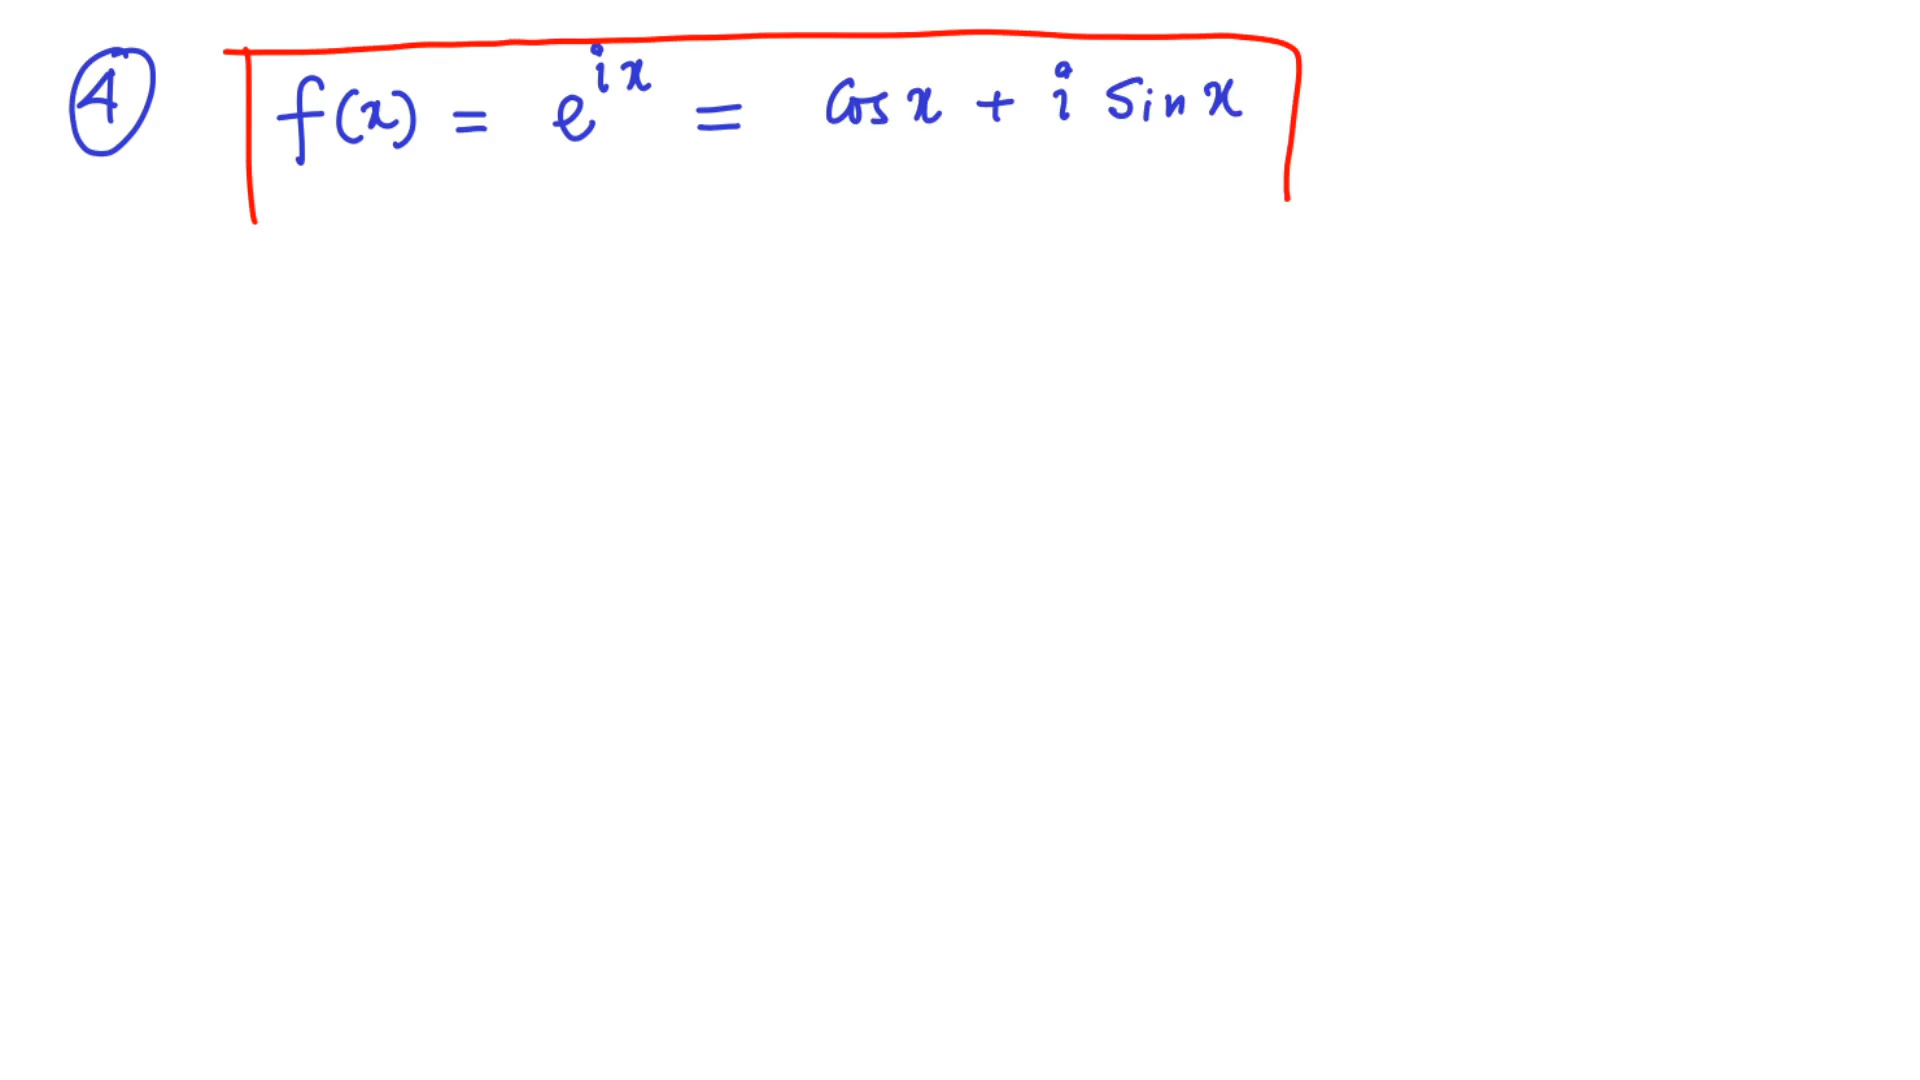 ④ f(x) = e^{ix} = cos x + i sin x